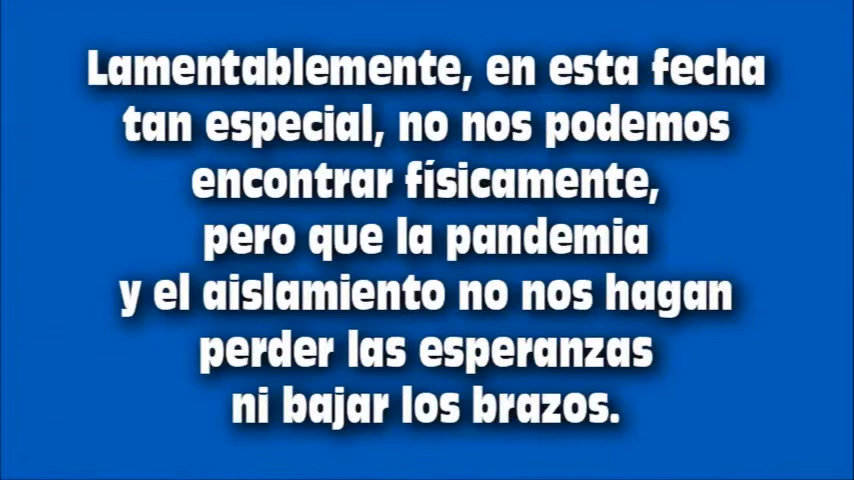 Lamentablemente, en esta fecha
tan especial, no nos podemos
encontrar físicamente,
pero que la pandemia
y el aislamiento no nos hagan
perder las esperanzas
ni bajar los brazos.